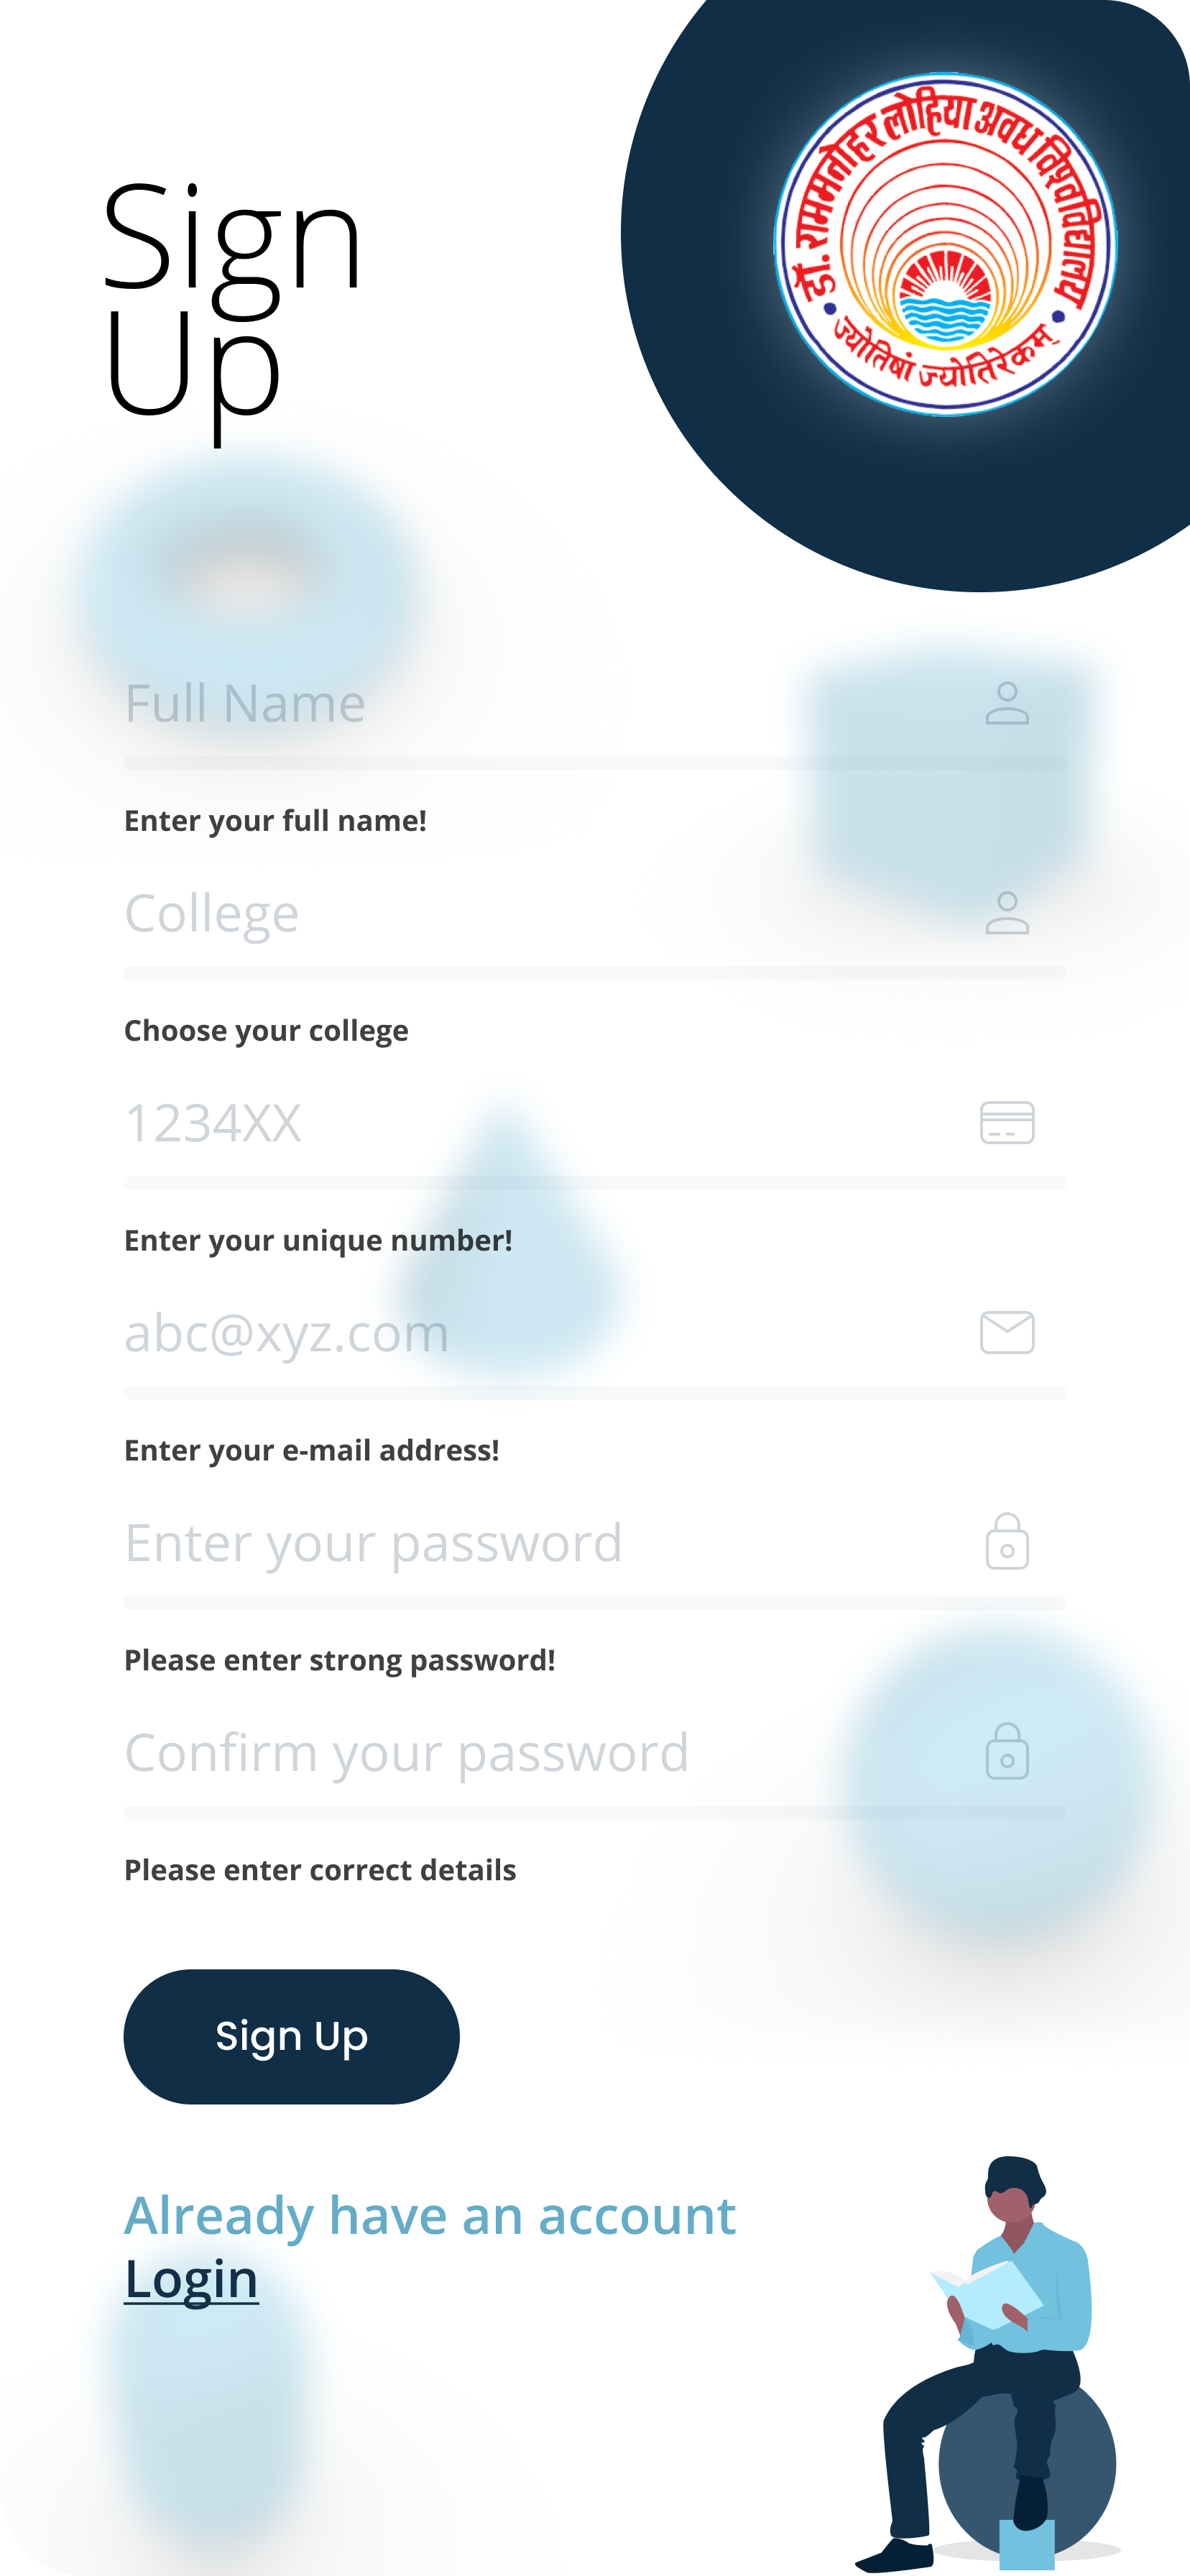 Sign
Up
डॉ. राममनोहर लोहिया अवध विश्वविद्यालय
ज्योतिषां ज्योतिरेकम्
Full Name
Enter your full name!
College
Choose your college
1234XX
Enter your unique number!
abc@xyz.com
Enter your e-mail address!
Enter your password
Please enter strong password!
Confirm your password
Please enter correct details
Sign Up
Already have an account
Login